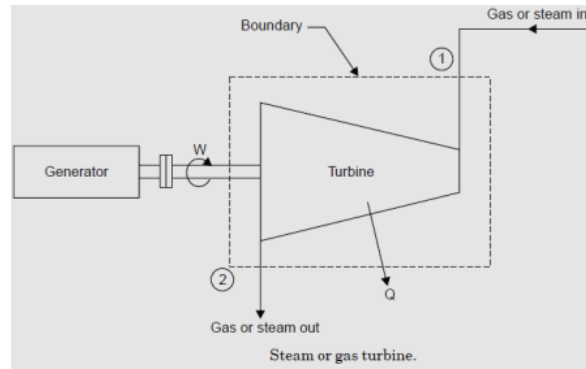 Gas or steam in
Boundary
1
W
Generator
Turbine
2
Q
Gas or steam out
Steam or gas turbine.